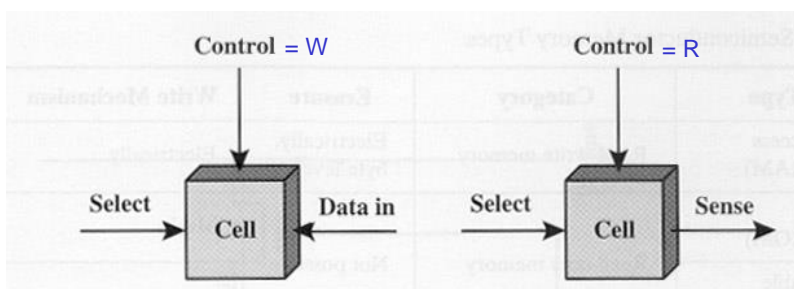 Control = W
Control = R
Select
Cell
Data in
Select
Cell
Sense